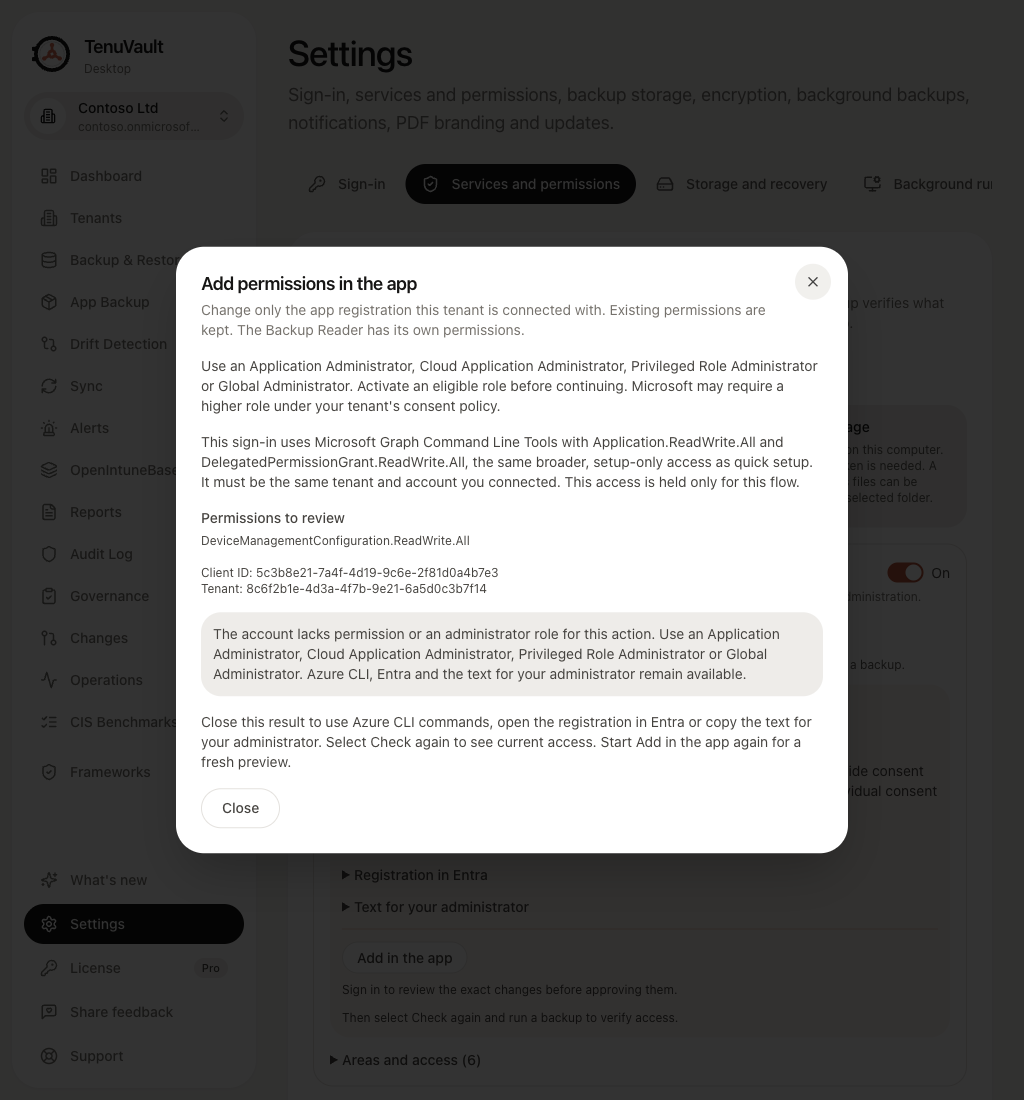 TenuVault
Desktop
Contoso Ltd
contoso.onmicrosof...
Dashboard
Tenants
Backup & Restor
App Backup
Drift Detection
Sync
Alerts
OpenIntuneBase
Reports
Audit Log
Governance
Changes
Operations
CIS Benchmarks
Frameworks
What's new
Settings
License
Pro
Share feedback
Support
Settings
Sign-in, services and permissions, backup storage, encryption, background backups,
notifications, PDF branding and updates.
Sign-in
Services and permissions
Storage and recovery
Background ru
Add permissions in the app
Change only the app registration this tenant is connected with. Existing permissions are
kept. The Backup Reader has its own permissions.
Use an Application Administrator, Cloud Application Administrator, Privileged Role Administrator
or Global Administrator. Activate an eligible role before continuing. Microsoft may require a
higher role under your tenant's consent policy.
This sign-in uses Microsoft Graph Command Line Tools with Application.ReadWrite.All and
DelegatedPermissionGrant.ReadWrite.All, the same broader, setup-only access as quick setup.
It must be the same tenant and account you connected. This access is held only for this flow.
Permissions to review
DeviceManagementConfiguration.ReadWrite.All
Client ID: 5c3b8e21-7a4f-4d19-9c6e-2f81d0a4b7e3
Tenant: 8c6f2b1e-4d3a-4f7b-9e21-6a5d0c3b7f14
The account lacks permission or an administrator role for this action. Use an Application
Administrator, Cloud Application Administrator, Privileged Role Administrator or Global
Administrator. Azure CLI, Entra and the text for your administrator remain available.
Close this result to use Azure CLI commands, open the registration in Entra or copy the text for
your administrator. Select Check again to see current access. Start Add in the app again for a
fresh preview.
Close
p verifies what
age
on this computer.
ten is needed. A
files can be
selected folder.
On
dministration.
a backup.
ide consent
vidual consent
Registration in Entra
Text for your administrator
Add in the app
Sign in to review the exact changes before approving them.
Then select Check again and run a backup to verify access.
Areas and access (6)